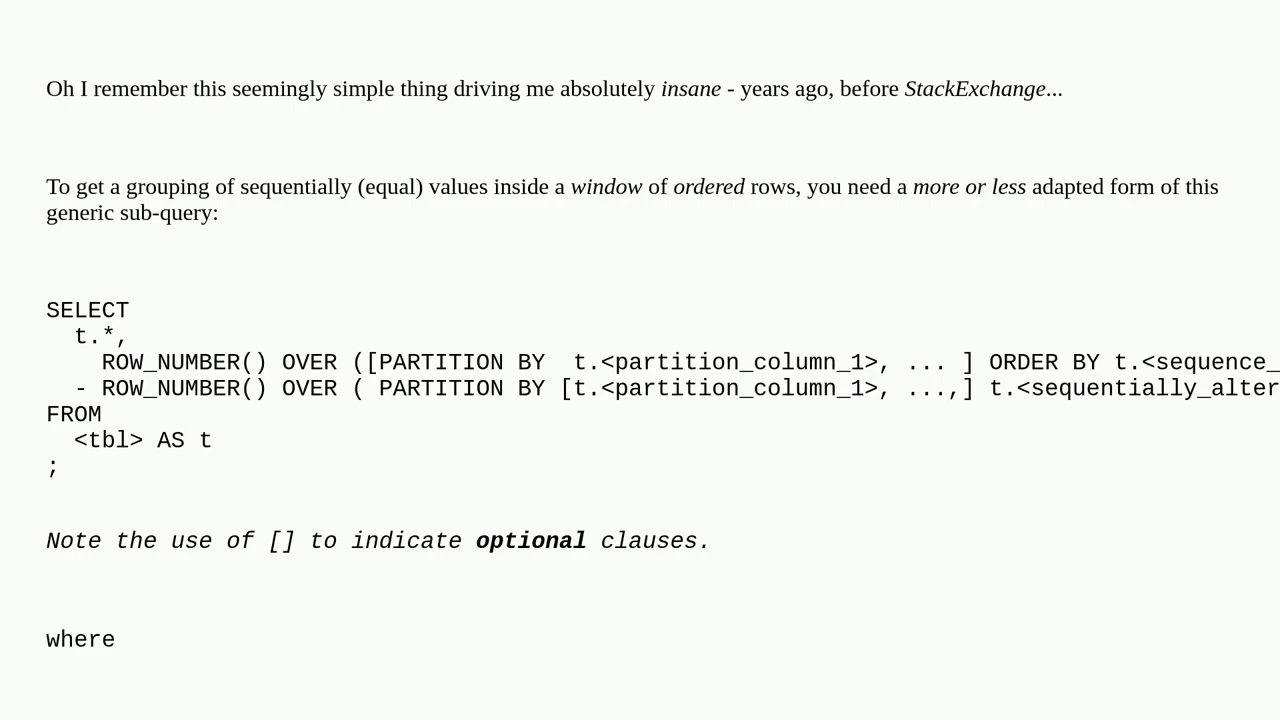 Oh I remember this seemingly simple thing driving me absolutely insane - years ago, before StackExchange...
To get a grouping of sequentially (equal) values inside a window of ordered rows, you need a more or less adapted form of this
generic sub-query:
SELECT
  t.*,
    ROW_NUMBER() OVER ([PARTITION BY  t.<partition_column_1>, ... ] ORDER BY t.<sequence_
  - ROW_NUMBER() OVER ( PARTITION BY [t.<partition_column_1>, ...,] t.<sequentially_alter
FROM
  <tbl> AS t
;
Note the use of [] to indicate optional clauses.
where